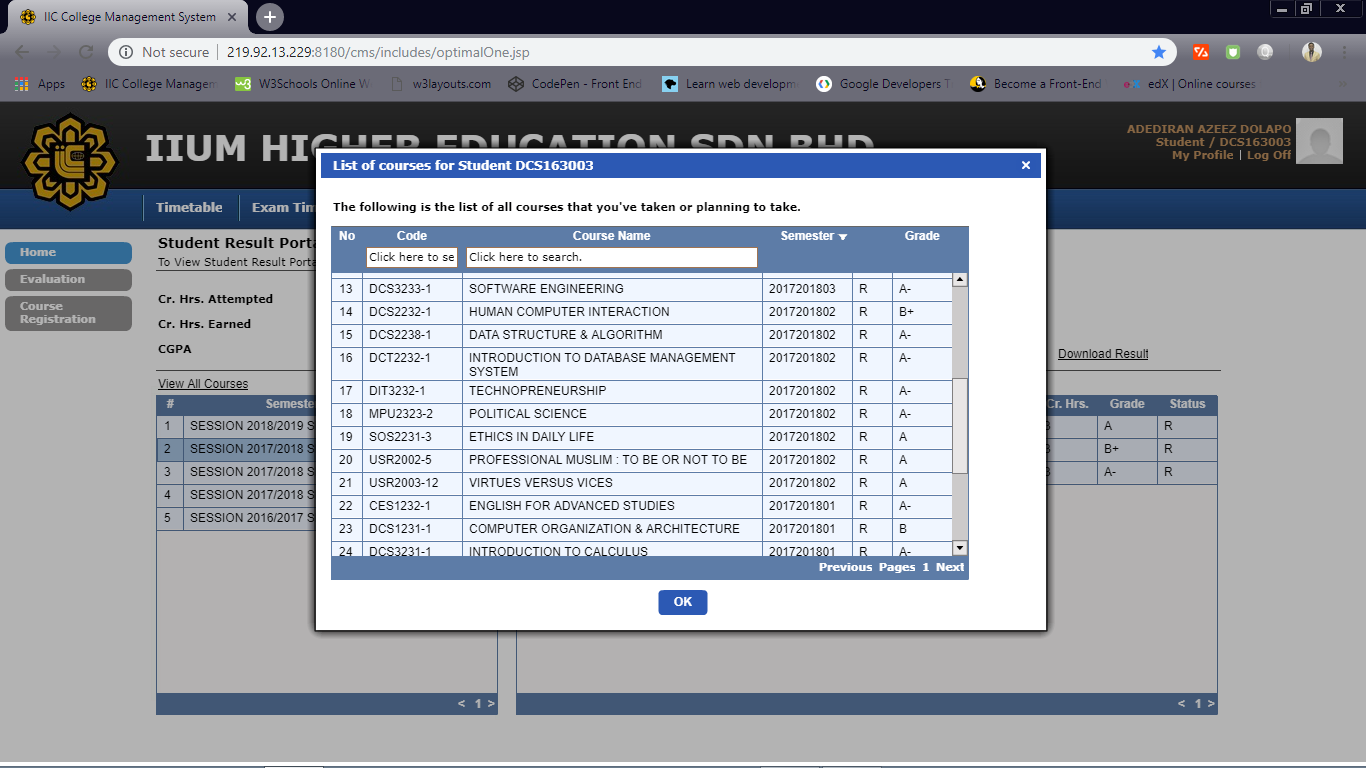 IIC College Management System
Not secure | 219.92.13.229:8180/cms/includes/optimalOne.jsp
Apps IIC College Managem W3Schools Online W w3layouts.com CodePen - Front End Learn web developm Google Developers T Become a Front-End edX | Online courses
IIUM HIGHER EDUCATION SDN BHD
ADEDIRAN AZEEZ DOLAPO
Student / DCS163003
My Profile | Log Off
Timetable Exam Tim
Home
Evaluation
Course
Registration
Student Result Porta
To View Student Result Porta
Cr. Hrs. Attempted
Cr. Hrs. Earned
CGPA
Download Result
View All Courses
# Semeste
1 SESSION 2018/2019 S
2 SESSION 2017/2018 S
3 SESSION 2017/2018 S
4 SESSION 2017/2018 S
5 SESSION 2016/2017 S
< 1 >
Cr. Hrs. Grade Status
3 A R
3 B+ R
3 A- R
< 1 >
List of courses for Student DCS163003 ×
The following is the list of all courses that you've taken or planning to take.
No Code Course Name Semester Grade
Click here to se Click here to search.
13 DCS3233-1 SOFTWARE ENGINEERING 2017201803 R A-
14 DCS2232-1 HUMAN COMPUTER INTERACTION 2017201802 R B+
15 DCS2238-1 DATA STRUCTURE & ALGORITHM 2017201802 R A-
16 DCT2232-1 INTRODUCTION TO DATABASE MANAGEMENT 2017201802 R A-
SYSTEM
17 DIT3232-1 TECHNOPRENEURSHIP 2017201802 R A-
18 MPU2323-2 POLITICAL SCIENCE 2017201802 R A-
19 SOS2231-3 ETHICS IN DAILY LIFE 2017201802 R A
20 USR2002-5 PROFESSIONAL MUSLIM : TO BE OR NOT TO BE 2017201802 R A
21 USR2003-12 VIRTUES VERSUS VICES 2017201802 R A
22 CES1232-1 ENGLISH FOR ADVANCED STUDIES 2017201801 R A-
23 DCS1231-1 COMPUTER ORGANIZATION & ARCHITECTURE 2017201801 R B
24 DCS3231-1 INTRODUCTION TO CALCULUS 2017201801 R A-
Previous Pages 1 Next
OK